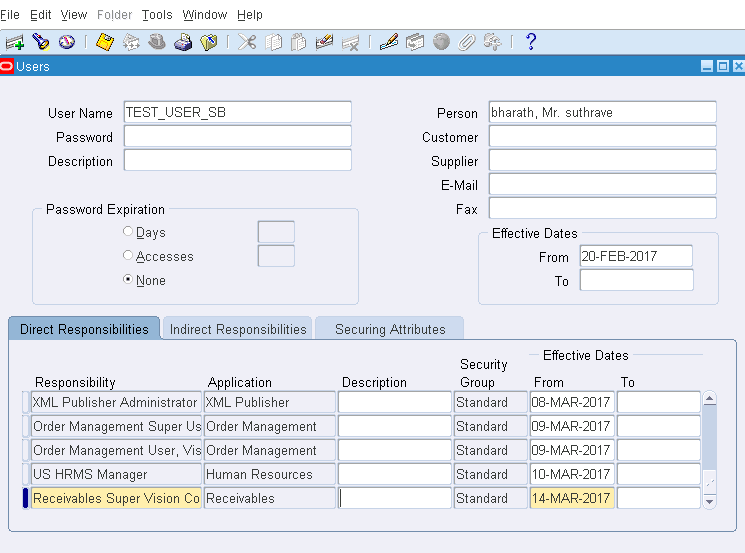 File Edit View Folder Tools Window Help
?
Users
User Name TEST_USER_SB
Password
Description
Person bharath, Mr. suthrave
Customer
Supplier
E-Mail
Fax
Password Expiration
Days
Accesses
None
Effective Dates
From 20-FEB-2017
To
Direct Responsibilities Indirect Responsibilities Securing Attributes
Effective Dates
Security
Responsibility Application Description Group From To
XML Publisher Administrator XML Publisher Standard 08-MAR-2017
Order Management Super Us Order Management Standard 09-MAR-2017
Order Management User, Vis Order Management Standard 09-MAR-2017
US HRMS Manager Human Resources Standard 10-MAR-2017
Receivables Super Vision Co Receivables Standard 14-MAR-2017